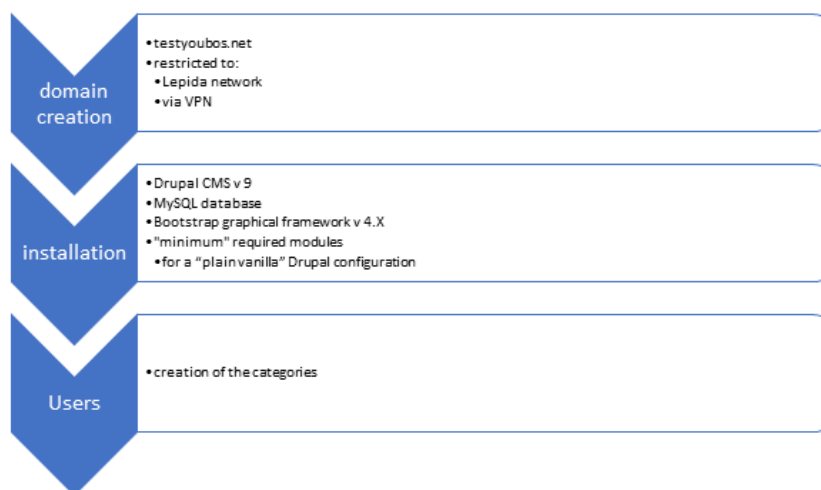 domain
creation
•testyoubos.net
•restricted to:
•Lepida network
•via VPN
installation
•Drupal CMS v 9
•MySQL database
•Bootstrap graphical framework v 4.X
•"minimum" required modules
•for a “plain vanilla” Drupal configuration
Users
•creation of the categories